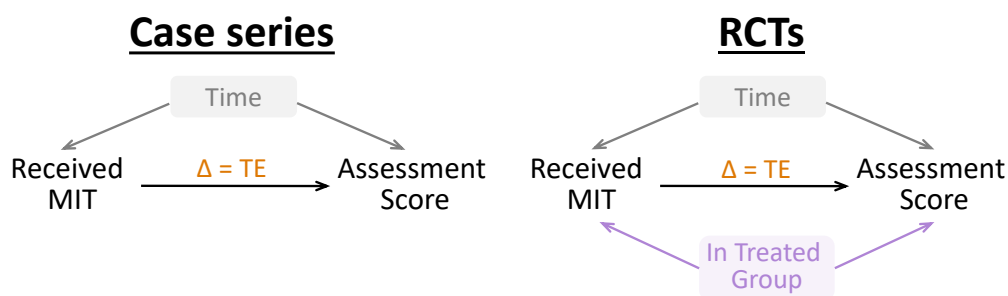 Case series
Time
Received
MIT
Δ = TE
Assessment
Score
RCTs
Time
Received
MIT
Δ = TE
Assessment
Score
In Treated
Group